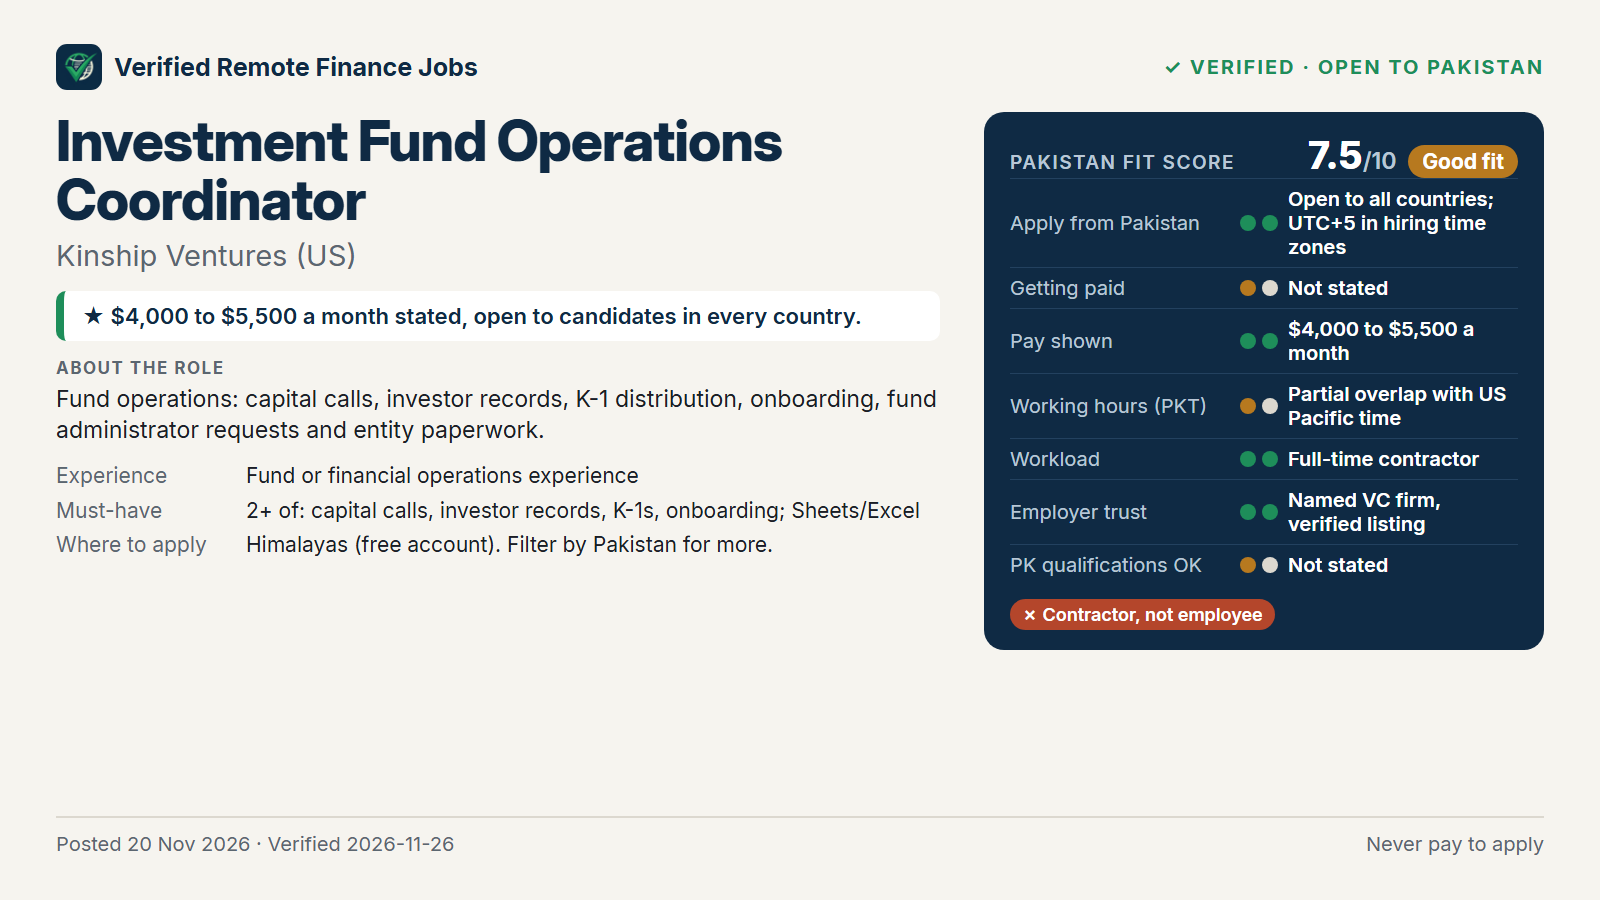 Verified Remote Finance Jobs
✓ VERIFIED · OPEN TO PAKISTAN
Investment Fund Operations
Coordinator
Kinship Ventures (US)
★ $4,000 to $5,500 a month stated, open to candidates in every country.
ABOUT THE ROLE
Fund operations: capital calls, investor records, K-1 distribution, onboarding, fund
administrator requests and entity paperwork.
Experience Fund or financial operations experience
Must-have 2+ of: capital calls, investor records, K-1s, onboarding; Sheets/Excel
Where to apply Himalayas (free account). Filter by Pakistan for more.
PAKISTAN FIT SCORE 7.5/10 Good fit
Apply from Pakistan Open to all countries;
UTC+5 in hiring time
zones
Getting paid Not stated
Pay shown $4,000 to $5,500 a
month
Working hours (PKT) Partial overlap with US
Pacific time
Workload Full-time contractor
Employer trust Named VC firm,
verified listing
PK qualifications OK Not stated
× Contractor, not employee
Posted 20 Nov 2026 · Verified 2026-11-26
Never pay to apply